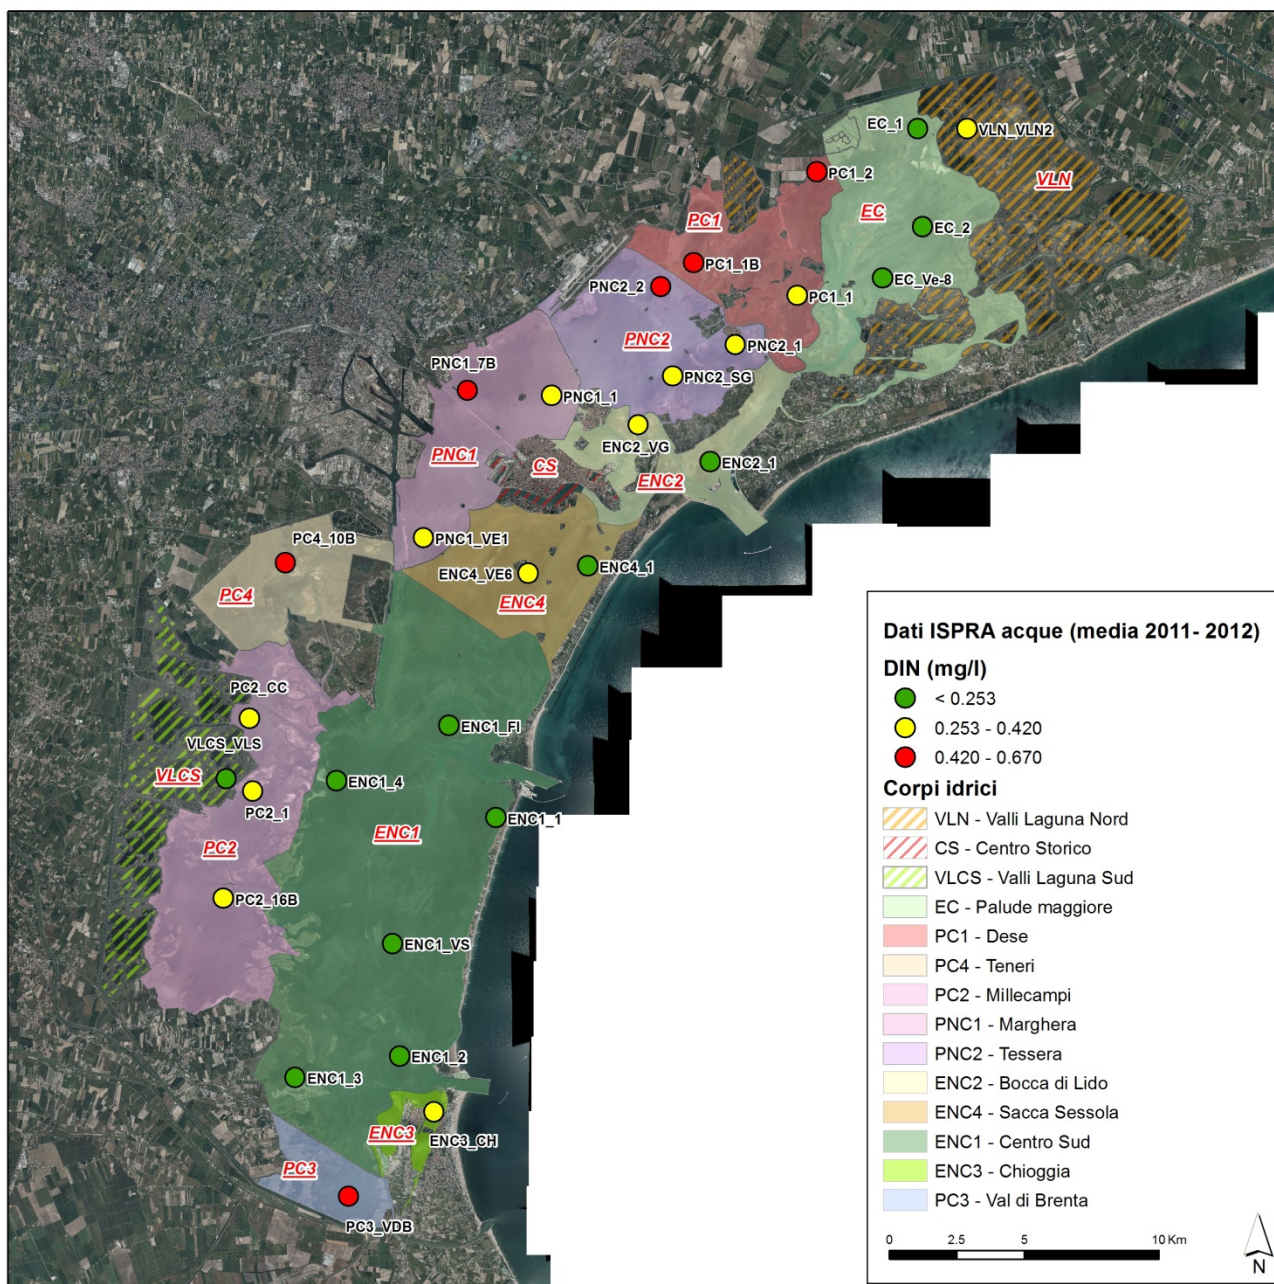 EC_1
VLN_VLN2
PC1_2
VLN
PC1
EC
EC_2
PC1_1B
EC_Ve-8
PNC2_2
PC1_1
PNC2
PNC2_1
PNC1_7B
PNC2_SG
PNC1_1
ENC2_VG
PNC1
CS
ENC2_1
ENC2
PNC1_VE1
PC4_10B
ENC4_1
ENC4_VE6
PC4
ENC4
PC2_CC
ENC1_FI
VLCS_VLS
VLCS
ENC1_4
PC2_1
ENC1_1
ENC1
PC2
PC2_16B
ENC1_VS
ENC1_2
ENC1_3
ENC3
ENC3_CH
PC3
PC3_VDB
Dati ISPRA acque (media 2011- 2012)
DIN (mg/l)
< 0.253
0.253 - 0.420
0.420 - 0.670
Corpi idrici
VLN - Valli Laguna Nord
CS - Centro Storico
VLCS - Valli Laguna Sud
EC - Palude maggiore
PC1 - Dese
PC4 - Teneri
PC2 - Millecampi
PNC1 - Marghera
PNC2 - Tessera
ENC2 - Bocca di Lido
ENC4 - Sacca Sessola
ENC1 - Centro Sud
ENC3 - Chioggia
PC3 - Val di Brenta
0 2.5 5 10 Km
N